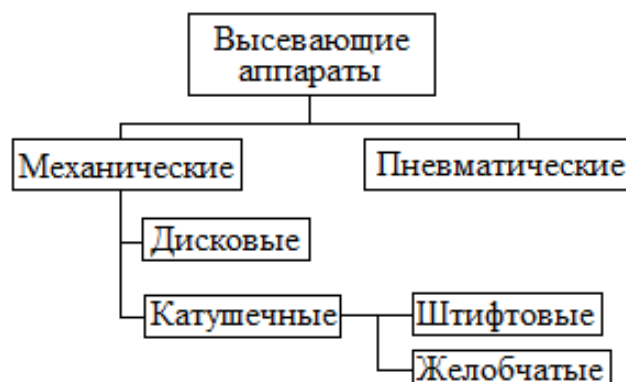 Высевающие
аппараты
Механические
Пневматические
Дисковые
Катушечные
Штифтовые
Желобчатые